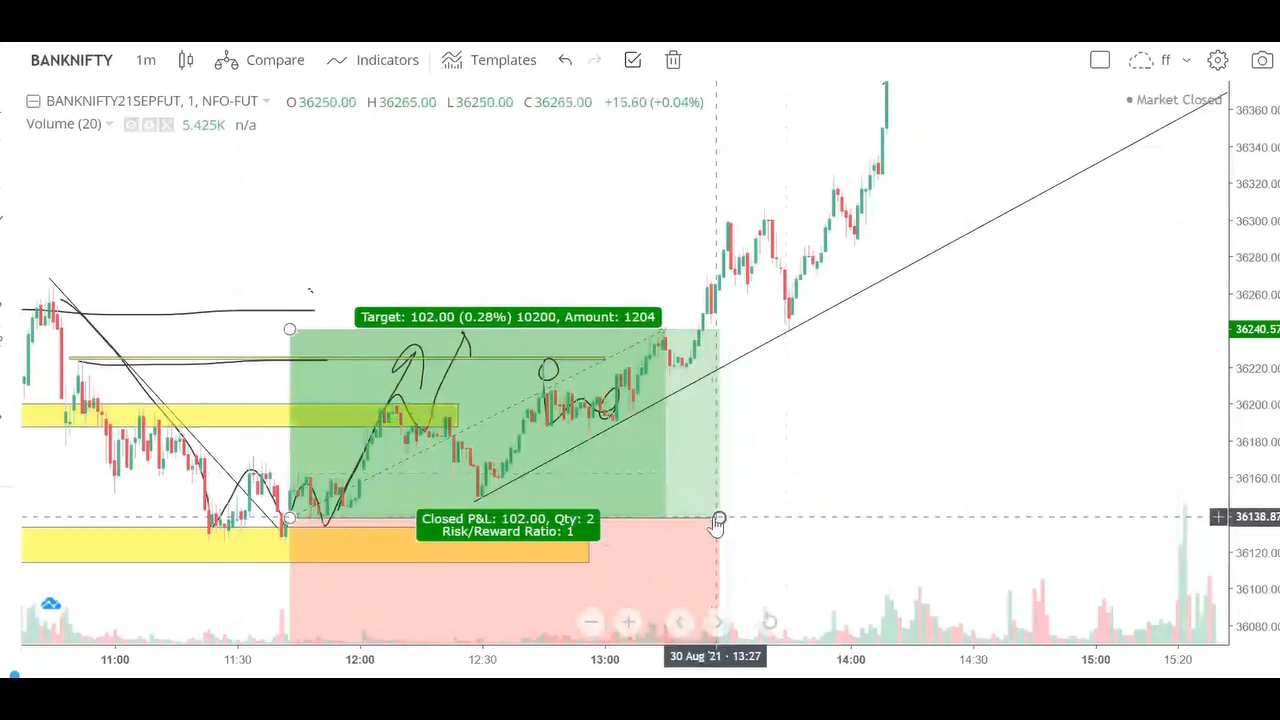 BANKNIFTY 1m Compare Indicators Templates ff
BANKNIFTY21SEPFUT, 1, NFO-FUT O36250.00 H36265.00 L36250.00 C36265.00 +15.60 (+0.04%)
Market Closed
Volume (20) 5.425K n/a
36360.00
36340.00
36320.00
36300.00
36280.00
36260.00
36240.57
36220.00
36200.00
36180.00
36160.00
36138.87
36120.00
36100.00
36080.00
Target: 102.00 (0.28%) 10200, Amount: 1204
Closed P&L: 102.00, Qty: 2
Risk/Reward Ratio: 1
11:00 11:30 12:00 12:30 13:00 30 Aug '21 · 13:27 14:00 14:30 15:00 15:20